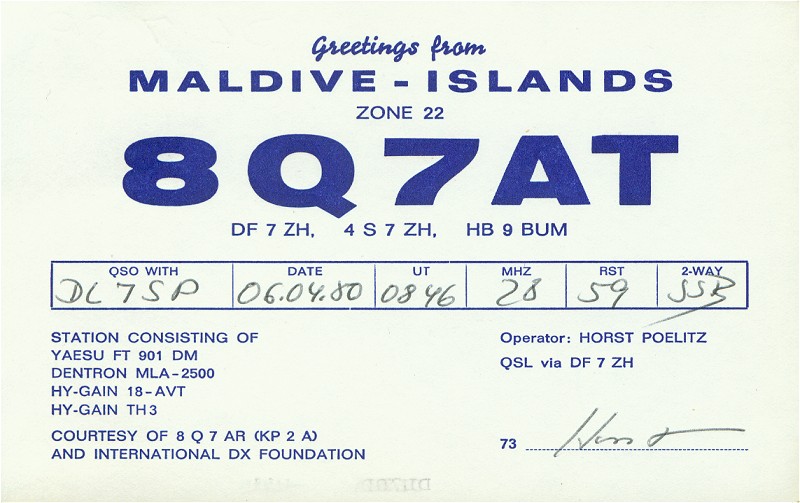 Greetings from
MALDIVE - ISLANDS
ZONE 22
8Q7AT
DF 7 ZH, 4 S 7 ZH, HB 9 BUM
QSO WITH DATE UT MHZ RST 2-WAY
DL7SP 06.04.80 0846 28 59 SSB
STATION CONSISTING OF
YAESU FT 901 DM
DENTRON MLA-2500
HY-GAIN 18-AVT
HY-GAIN TH3
COURTESY OF 8 Q 7 AR (KP 2 A)
AND INTERNATIONAL DX FOUNDATION
Operator: HORST POELITZ
QSL via DF 7 ZH
73 Horst